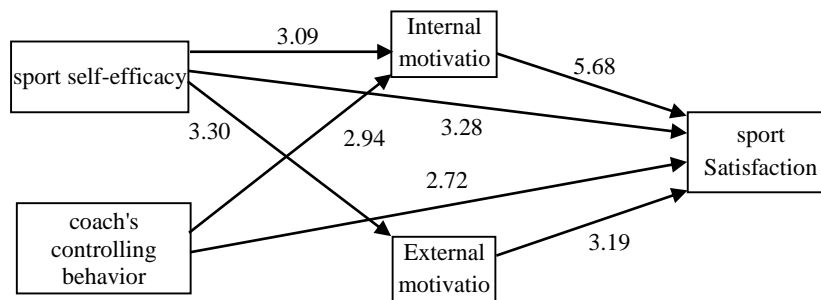 3.09
Internal
motivatio
sport self-efficacy
5.68
3.30
2.94
3.28
sport
Satisfaction
2.72
coach's
controlling
behavior
External
motivatio
3.19